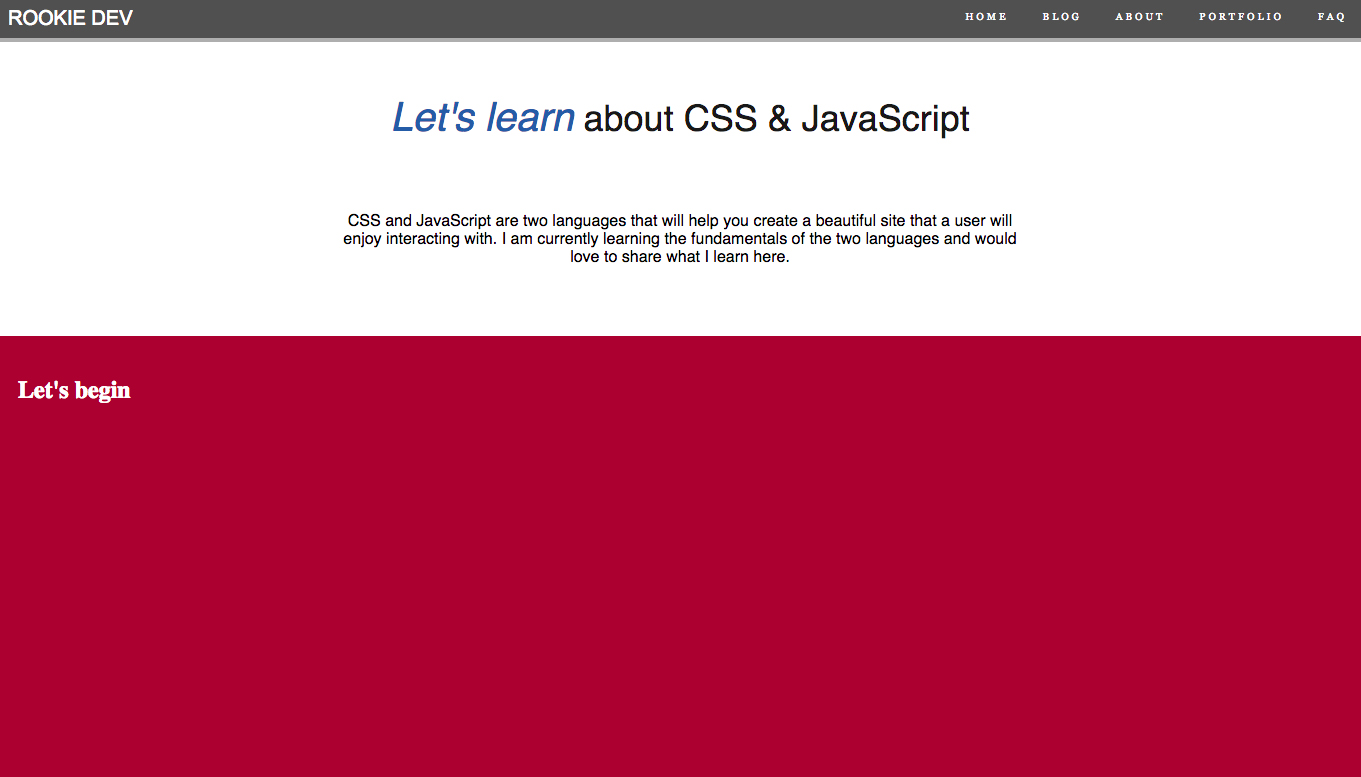 ROOKIE DEV HOME BLOG ABOUT PORTFOLIO FAQ
Let's learn about CSS & JavaScript
CSS and JavaScript are two languages that will help you create a beautiful site that a user will
enjoy interacting with. I am currently learning the fundamentals of the two languages and would
love to share what I learn here.
Let's begin